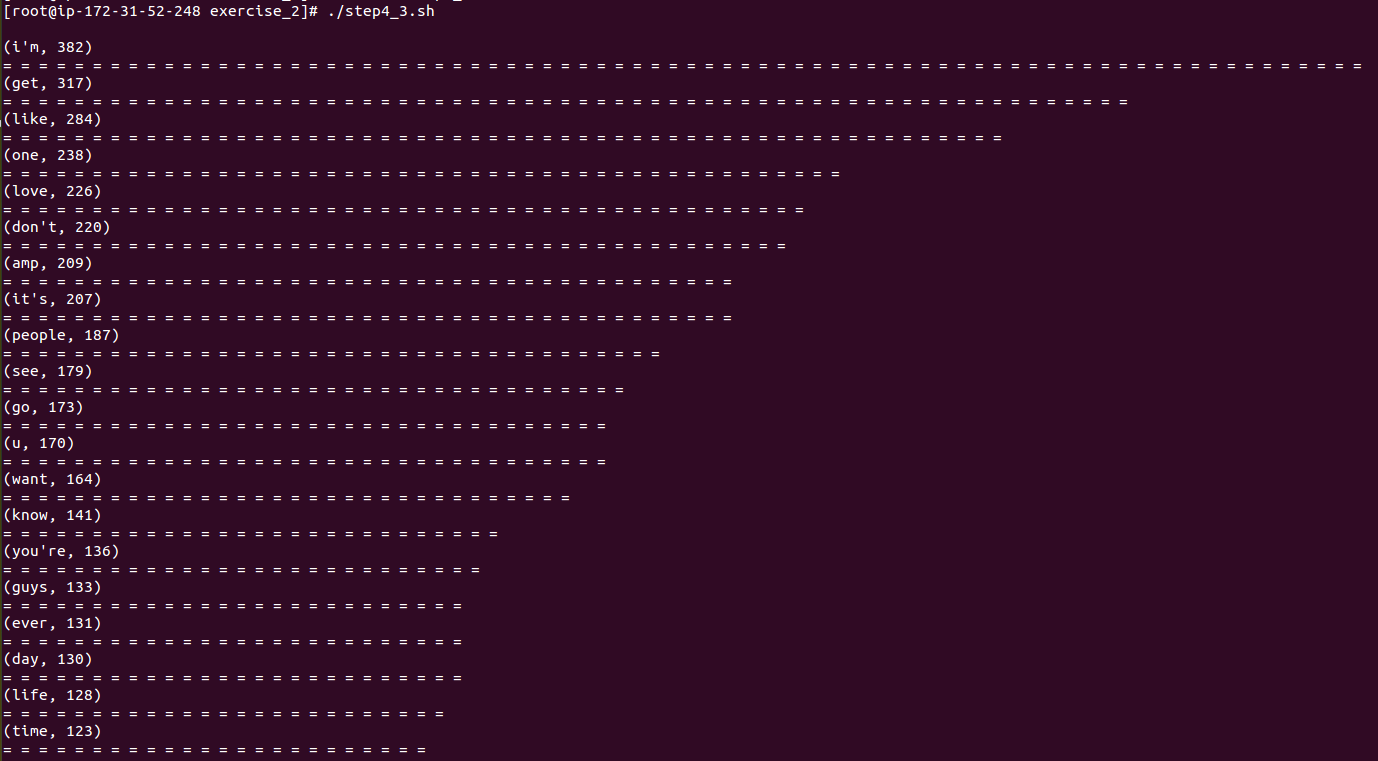 [root@ip-172-31-52-248 exercise_2]# ./step4_3.sh
(i'm, 382)
= = = = = = = = = = = = = = = = = = = = = = = = = = = = = = = = = = = = = = = = = = = = = = = = = = = = = = = = = = = = = = = = = = = = = = = = = = = =
(get, 317)
= = = = = = = = = = = = = = = = = = = = = = = = = = = = = = = = = = = = = = = = = = = = = = = = = = = = = = = = = = = = = = =
(like, 284)
= = = = = = = = = = = = = = = = = = = = = = = = = = = = = = = = = = = = = = = = = = = = = = = = = = = = = = = =
(one, 238)
= = = = = = = = = = = = = = = = = = = = = = = = = = = = = = = = = = = = = = = = = = = = = = =
(love, 226)
= = = = = = = = = = = = = = = = = = = = = = = = = = = = = = = = = = = = = = = = = = = = =
(don't, 220)
= = = = = = = = = = = = = = = = = = = = = = = = = = = = = = = = = = = = = = = = = = = =
(amp, 209)
= = = = = = = = = = = = = = = = = = = = = = = = = = = = = = = = = = = = = = = = =
(it's, 207)
= = = = = = = = = = = = = = = = = = = = = = = = = = = = = = = = = = = = = = = = =
(people, 187)
= = = = = = = = = = = = = = = = = = = = = = = = = = = = = = = = = = = = =
(see, 179)
= = = = = = = = = = = = = = = = = = = = = = = = = = = = = = = = = = =
(go, 173)
= = = = = = = = = = = = = = = = = = = = = = = = = = = = = = = = = =
(u, 170)
= = = = = = = = = = = = = = = = = = = = = = = = = = = = = = = = = =
(want, 164)
= = = = = = = = = = = = = = = = = = = = = = = = = = = = = = = =
(know, 141)
= = = = = = = = = = = = = = = = = = = = = = = = = = = =
(you're, 136)
= = = = = = = = = = = = = = = = = = = = = = = = = = =
(guys, 133)
= = = = = = = = = = = = = = = = = = = = = = = = = =
(ever, 131)
= = = = = = = = = = = = = = = = = = = = = = = = = =
(day, 130)
= = = = = = = = = = = = = = = = = = = = = = = = = =
(life, 128)
= = = = = = = = = = = = = = = = = = = = = = = = =
(time, 123)
= = = = = = = = = = = = = = = = = = = = = = = =